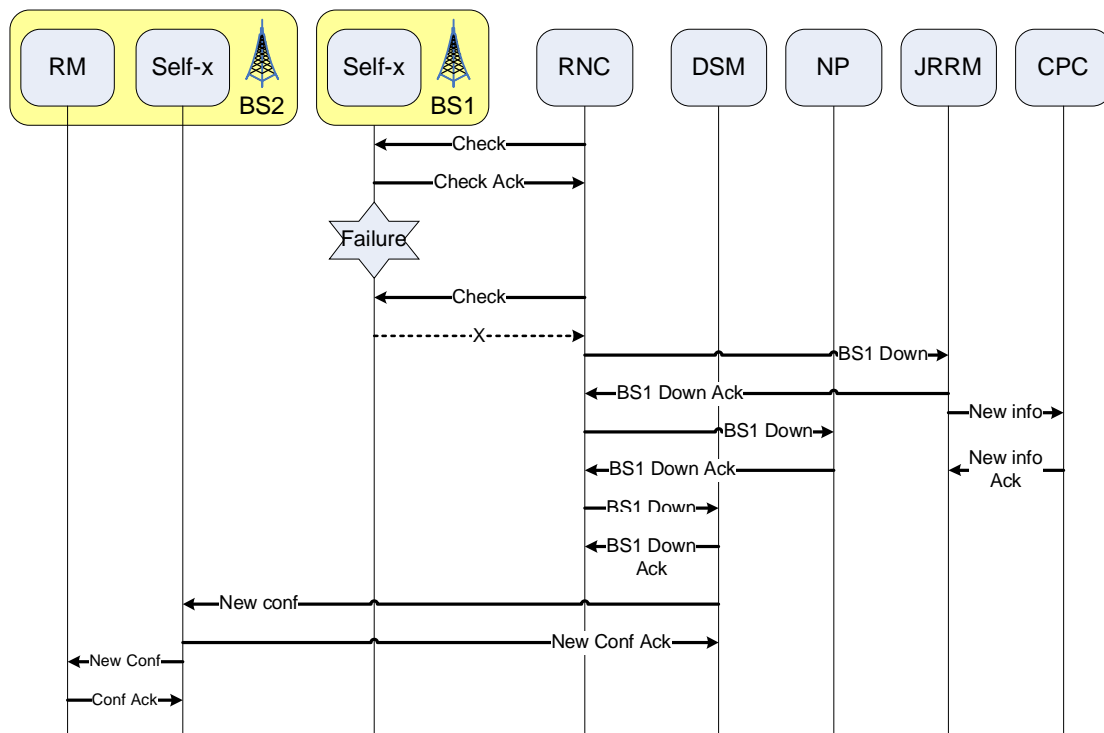 RM
Self-x
BS2
Self-x
BS1
RNC
DSM
NP
JRRM
CPC
Check
Check Ack
Failure
Check
X
BS1 Down
BS1 Down Ack
New info
BS1 Down
BS1 Down Ack
New info
Ack
BS1 Down
BS1 Down
Ack
New conf
New Conf Ack
New Conf
Conf Ack